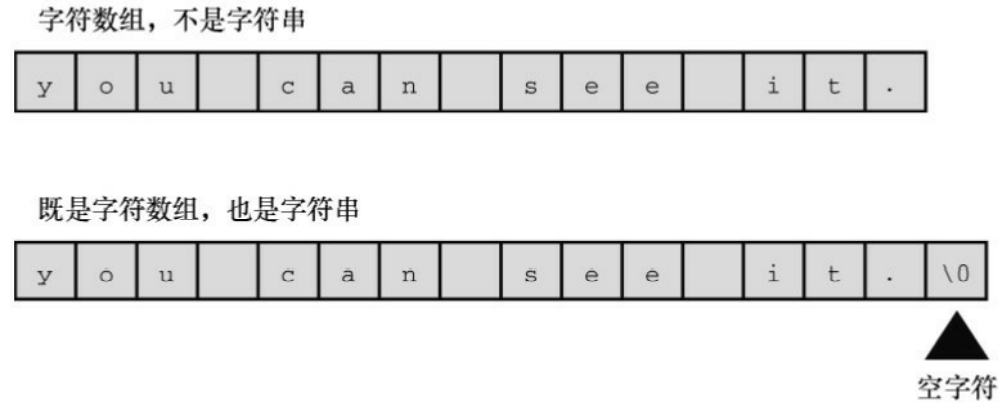 字符数组，不是字符串
y o u c a n s e e i t .
既是字符数组，也是字符串
y o u c a n s e e i t . \0
空字符